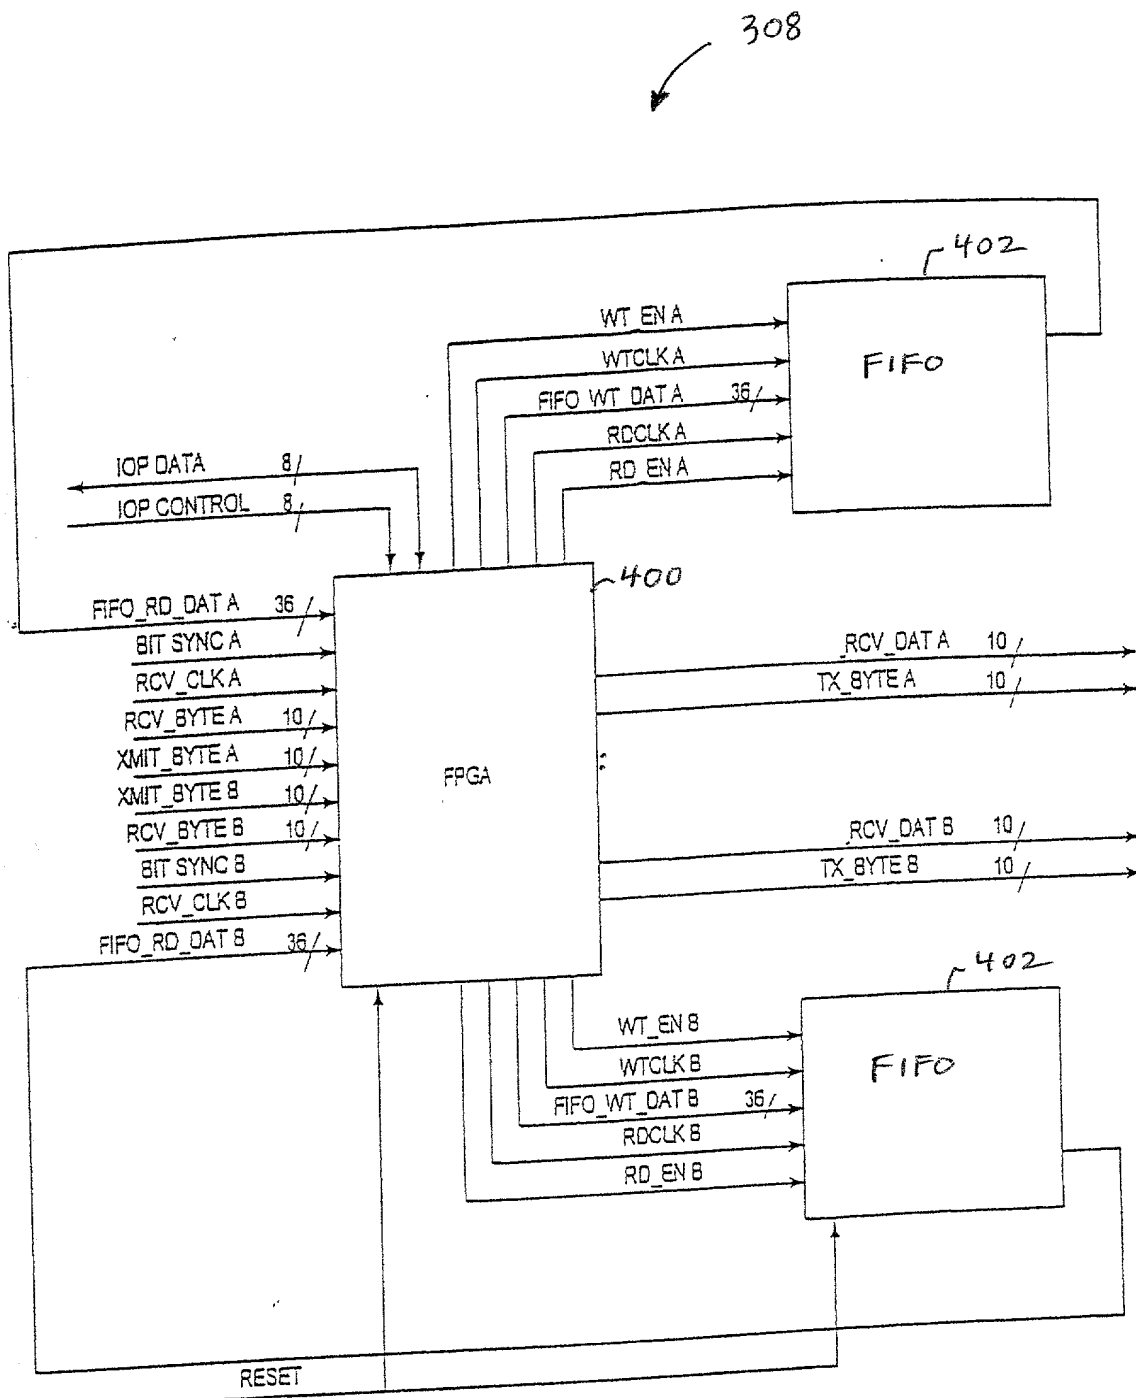 308
402
WT_EN A
WTCLK A
FIFO_WT_DAT A 36/
RDCLK A
RD_EN A
FIFO
IOP DATA 8/
IOP CONTROL 8/
400
FIFO_RD_DAT A 36/
BIT SYNC A
RCV_CLK A
RCV_BYTE A 10/
XMIT_BYTE A 10/
XMIT_BYTE B 10/
RCV_BYTE B 10/
BIT SYNC B
RCV_CLK B
FIFO_RD_DAT B 36/
FPGA
RCV_DAT A 10/
TX_BYTE A 10/
RCV_DAT B 10/
TX_BYTE B 10/
402
WT_EN B
WTCLK B
FIFO_WT_DAT B 36/
RDCLK B
RD_EN B
FIFO
RESET